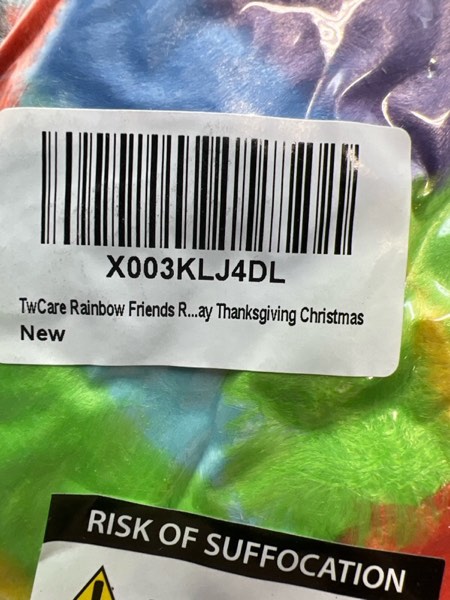 X003KLJ4DL
TwCare Rainbow Friends R...ay Thanksgiving Christmas
New
RISK OF SUFFOCATION